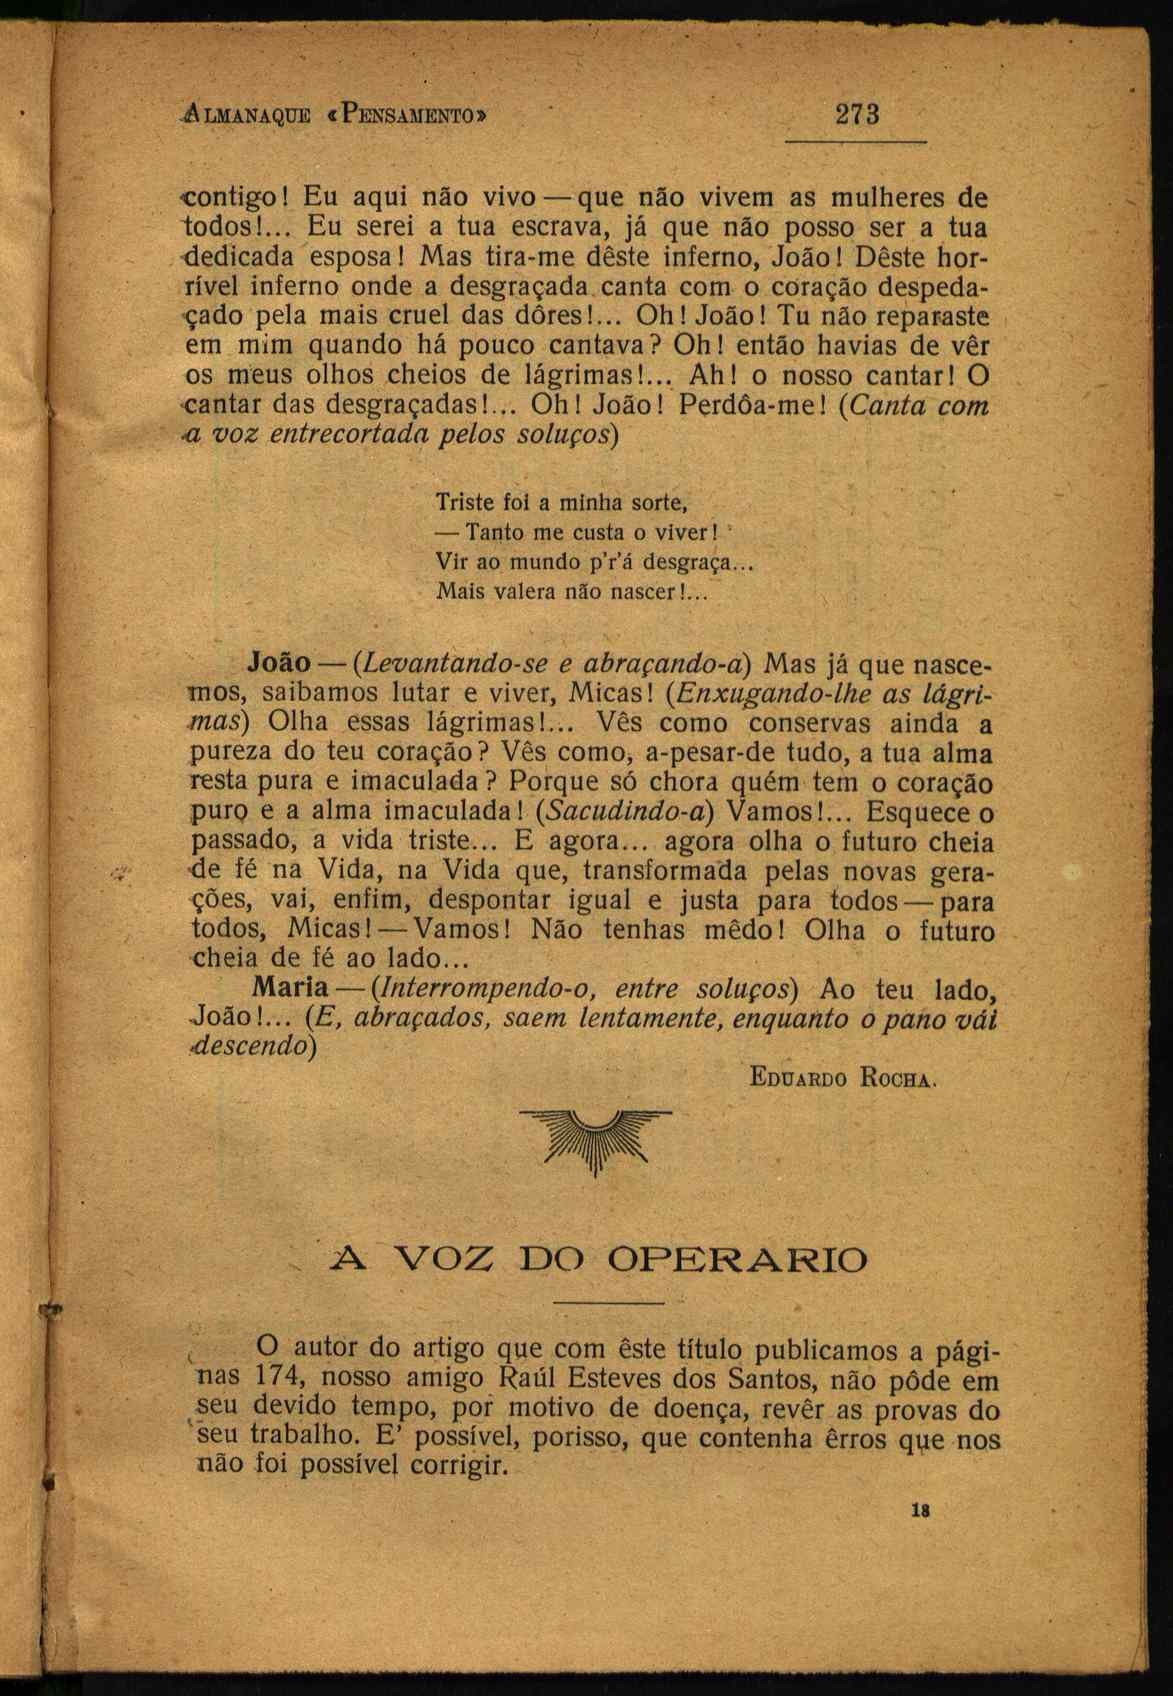 ALMANAQUE «PENSAMENTO» 273
contigo! Eu aqui não vivo — que não vivem as mulheres de
todos!... Eu serei a tua escrava, já que não posso ser a tua
dedicada esposa! Mas tira-me dêste inferno, João! Dêste hor-
rível inferno onde a desgraçada canta com o coração despeda-
çado pela mais cruel das dôres!... Oh! João! Tu não reparaste
em mim quando há pouco cantava? Oh! então havias de vêr
os meus olhos cheios de lágrimas!... Ah! o nosso cantar! O
cantar das desgraçadas!... Oh! João! Perdôa-me! (Canta com
a voz entrecortada pelos soluços)
Triste foi a minha sorte,
— Tanto me custa o viver!
Vir ao mundo p'r'á desgraça...
Mais valera não nascer!...
João — (Levantando-se e abraçando-a) Mas já que nasce-
mos, saibamos lutar e viver, Micas! (Enxugando-lhe as lágri-
mas) Olha essas lágrimas!... Vês como conservas ainda a
pureza do teu coração? Vês como, a-pesar-de tudo, a tua alma
resta pura e imaculada? Porque só chora quém tem o coração
puro e a alma imaculada! (Sacudindo-a) Vamos!... Esquece o
passado, a vida triste... E agora... agora olha o futuro cheia
de fé na Vida, na Vida que, transformada pelas novas gera-
ções, vai, enfim, despontar igual e justa para todos — para
todos, Micas! — Vamos! Não tenhas mêdo! Olha o futuro
cheia de fé ao lado...
Maria — (Interrompendo-o, entre soluços) Ao teu lado,
João!... (E, abraçados, saem lentamente, enquanto o pano vái
descendo)
EDUARDO ROCHA.
A VOZ DO OPERARIO
O autor do artigo que com êste título publicamos a pági-
nas 174, nosso amigo Raúl Esteves dos Santos, não pôde em
seu devido tempo, por motivo de doença, revêr as provas do
seu trabalho. E' possível, porisso, que contenha êrros que nos
não foi possível corrigir.
18